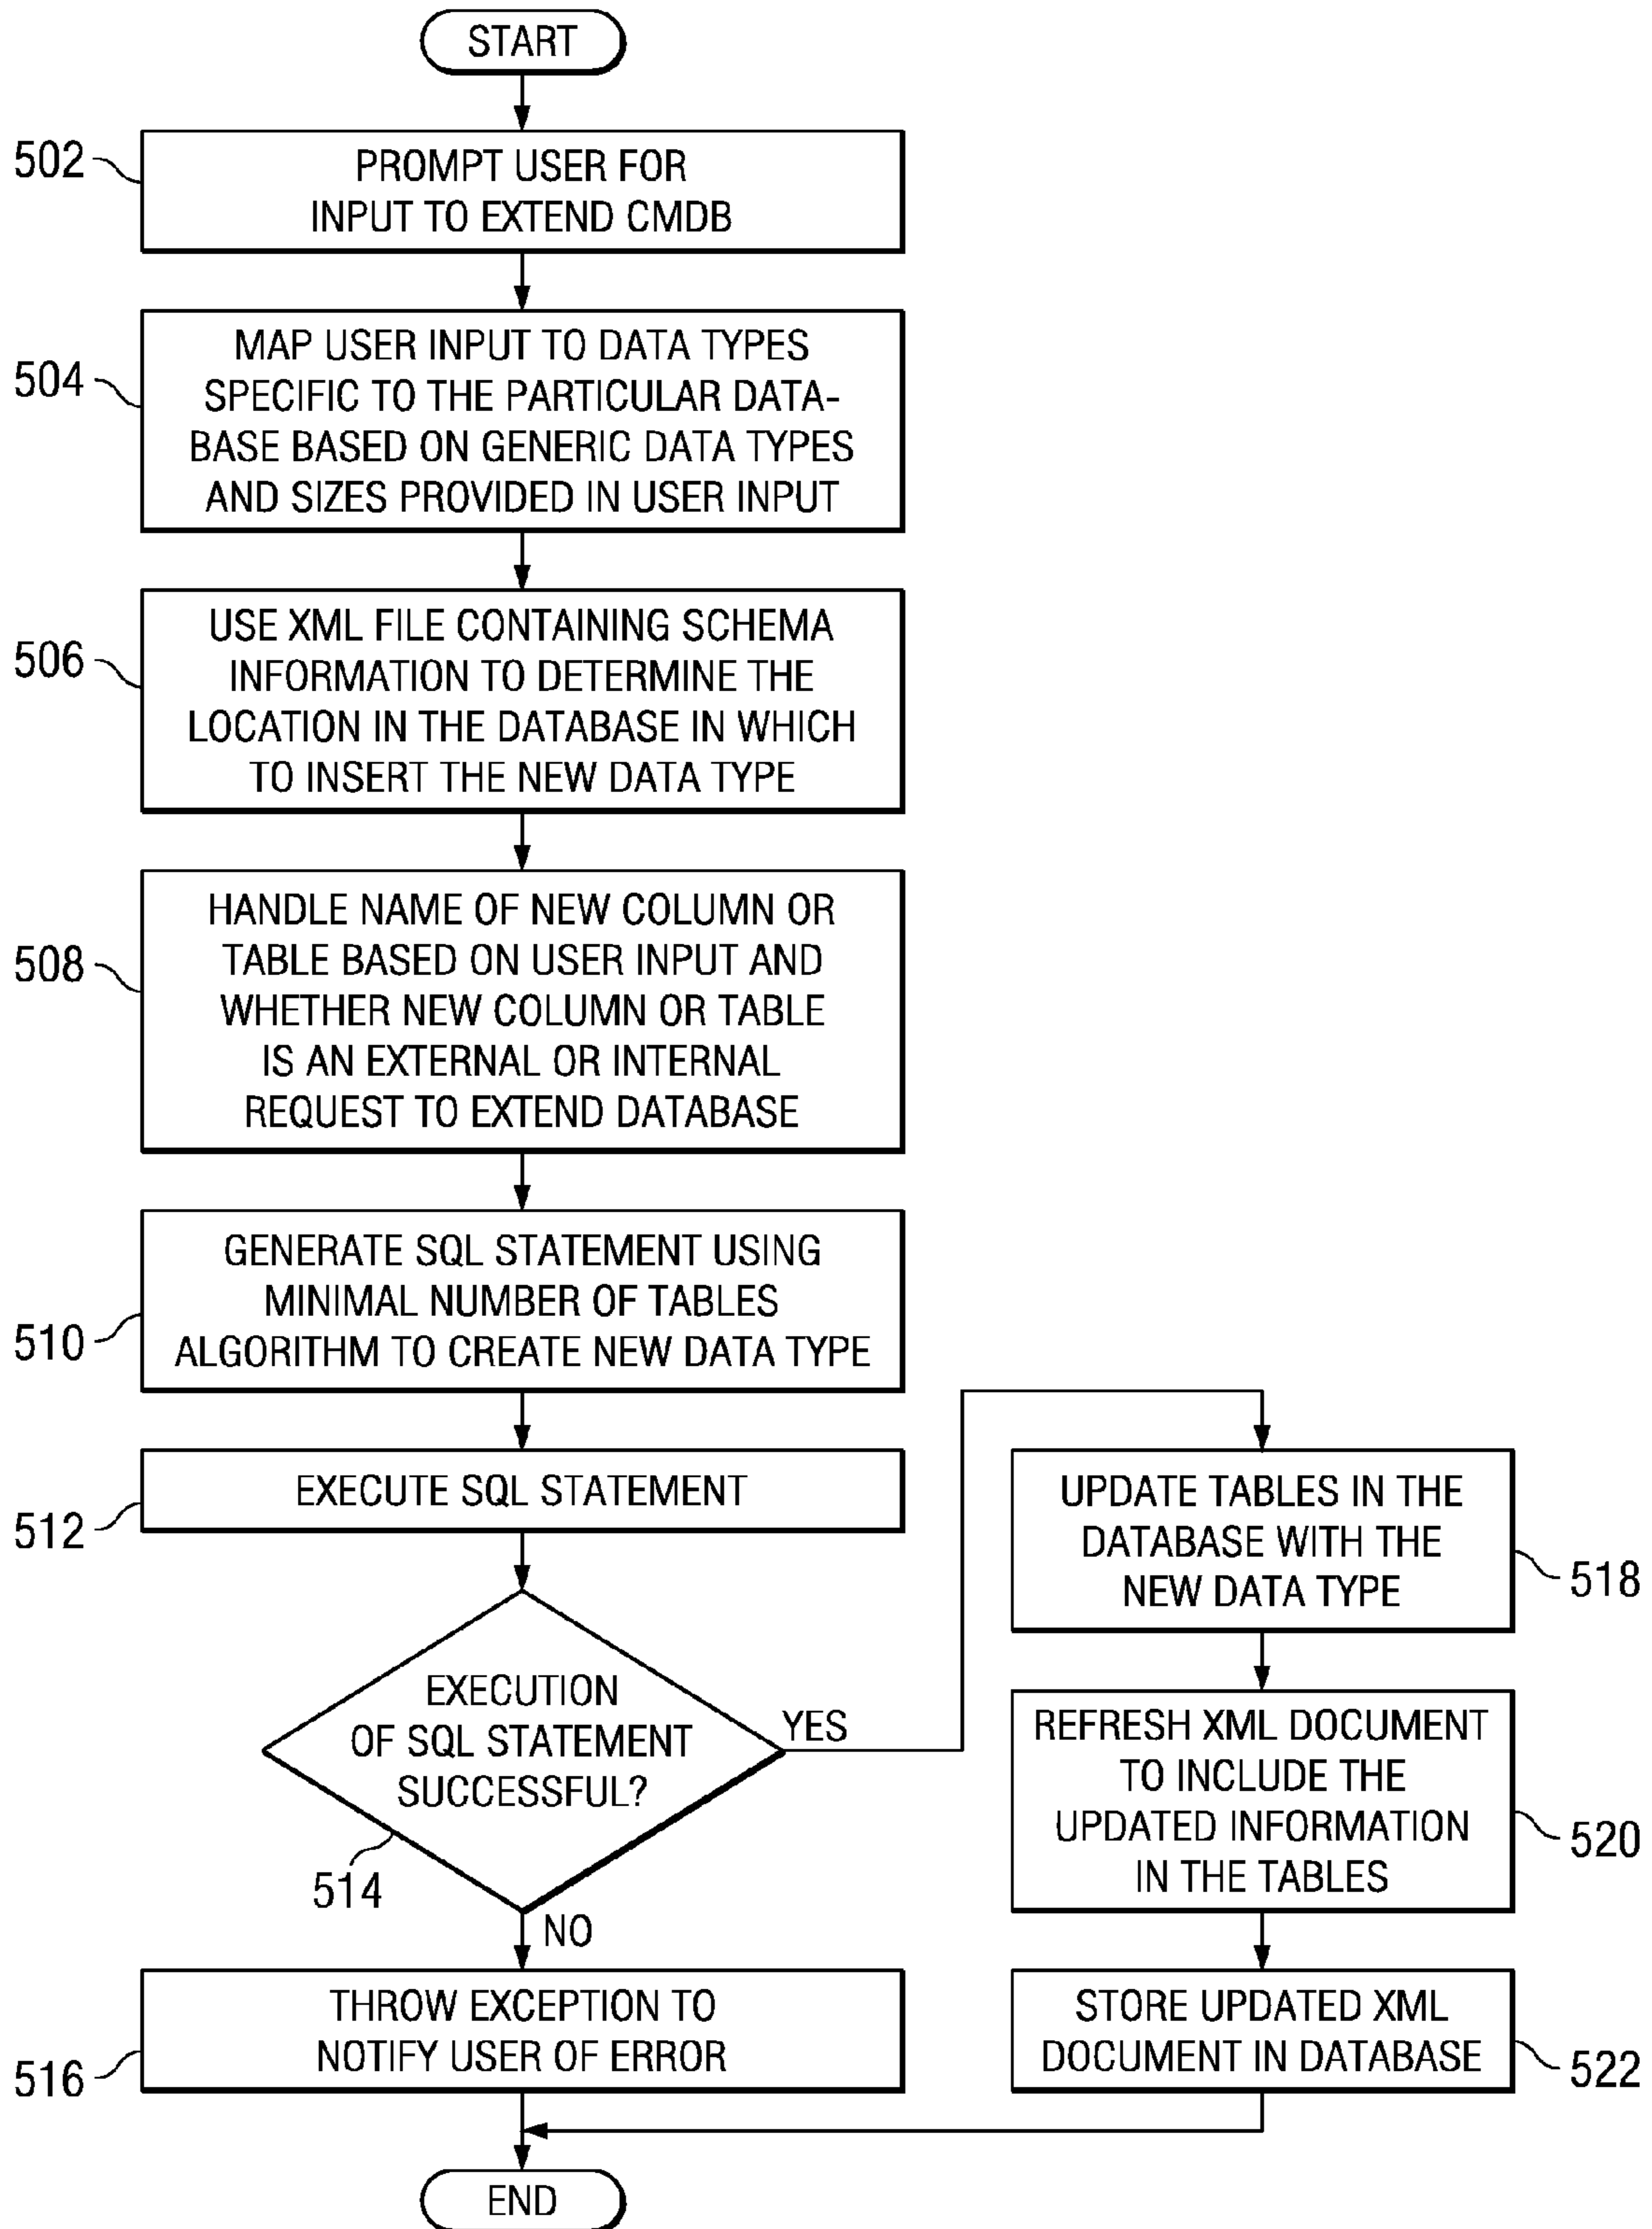 START
502
PROMPT USER FOR
INPUT TO EXTEND CMDB
504
MAP USER INPUT TO DATA TYPES
SPECIFIC TO THE PARTICULAR DATA-
BASE BASED ON GENERIC DATA TYPES
AND SIZES PROVIDED IN USER INPUT
506
USE XML FILE CONTAINING SCHEMA
INFORMATION TO DETERMINE THE
LOCATION IN THE DATABASE IN WHICH
TO INSERT THE NEW DATA TYPE
508
HANDLE NAME OF NEW COLUMN OR
TABLE BASED ON USER INPUT AND
WHETHER NEW COLUMN OR TABLE
IS AN EXTERNAL OR INTERNAL
REQUEST TO EXTEND DATABASE
510
GENERATE SQL STATEMENT USING
MINIMAL NUMBER OF TABLES
ALGORITHM TO CREATE NEW DATA TYPE
512
EXECUTE SQL STATEMENT
EXECUTION
OF SQL STATEMENT
SUCCESSFUL?
514
YES
NO
516
THROW EXCEPTION TO
NOTIFY USER OF ERROR
UPDATE TABLES IN THE
DATABASE WITH THE
NEW DATA TYPE
518
REFRESH XML DOCUMENT
TO INCLUDE THE
UPDATED INFORMATION
IN THE TABLES
520
STORE UPDATED XML
DOCUMENT IN DATABASE
522
END